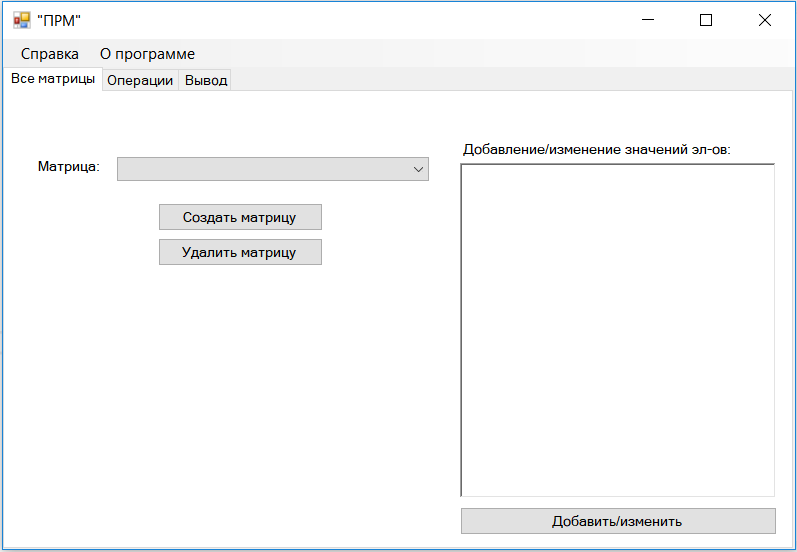 "ПРМ"
Справка О программе
Все матрицы Операции Вывод
Добавление/изменение значений эл-ов:
Матрица:
Создать матрицу
Удалить матрицу
Добавить/изменить